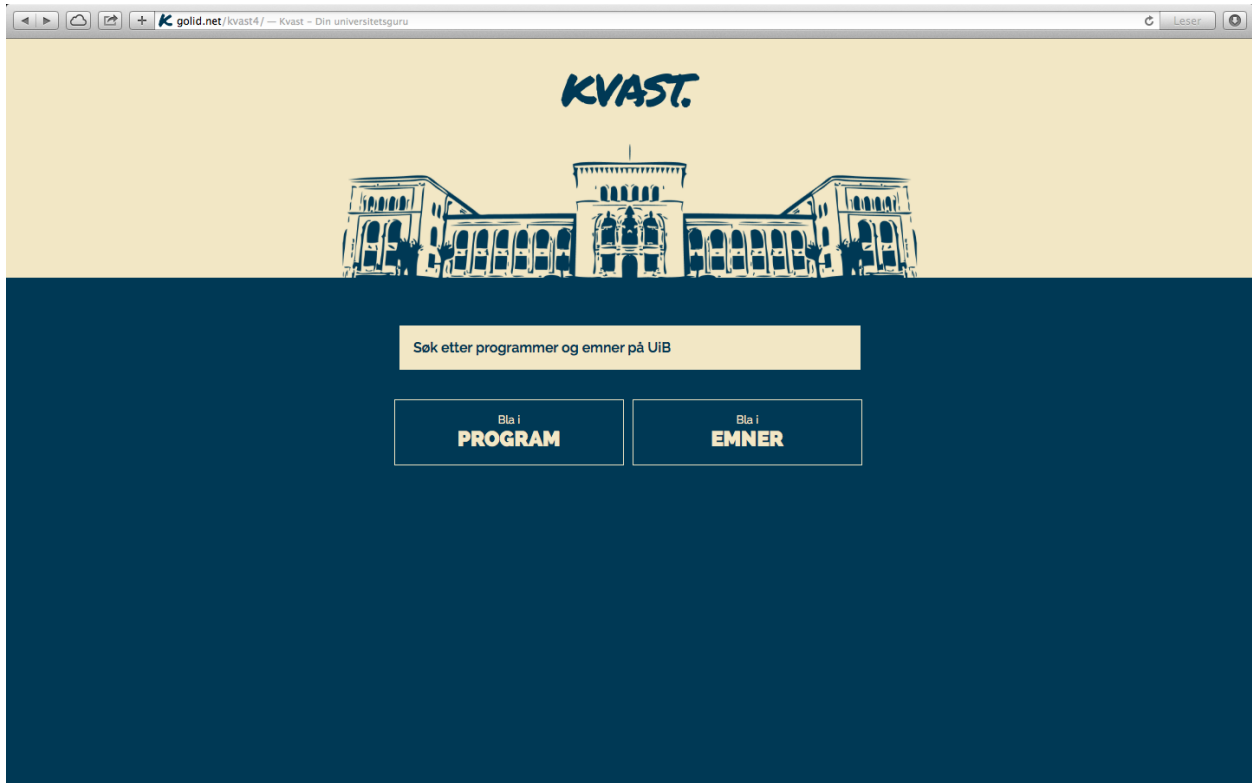 golid.net/kvast4/ — Kvast – Din universitetsguru
Leser
KVAST.
Søk etter programmer og emner på UiB
Bla i
PROGRAM
Bla i
EMNER